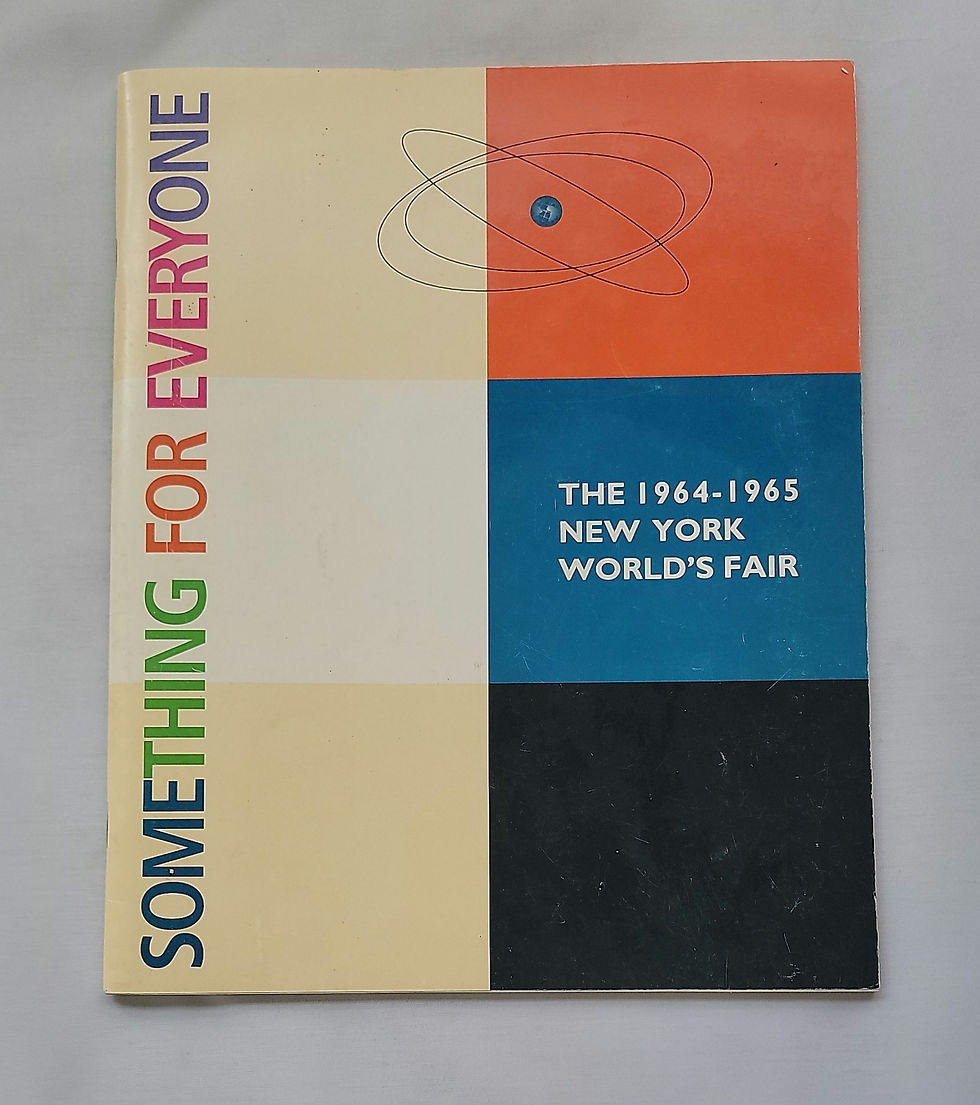 SOMETHING FOR EVERYONE
THE 1964-1965
NEW YORK
WORLD'S FAIR